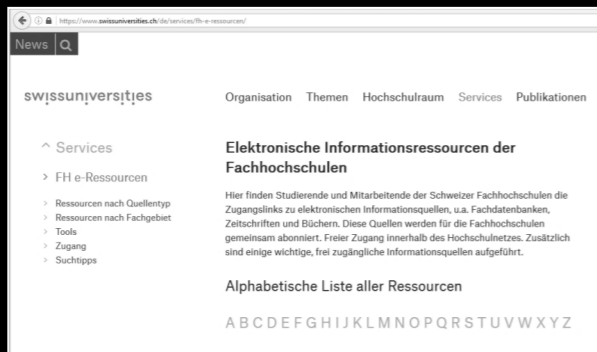 https://www.swissuniversities.ch/de/services/fh-e-ressourcen/
News
swissuniversities
Organisation Themen Hochschulraum Services Publikationen
Services
FH e-Ressourcen
Ressourcen nach Quellentyp
Ressourcen nach Fachgebiet
Tools
Zugang
Suchtipps
Elektronische Informationsressourcen der
Fachhochschulen
Hier finden Studierende und Mitarbeitende der Schweizer Fachhochschulen die
Zugangslinks zu elektronischen Informationsquellen, u.a. Fachdatenbanken,
Zeitschriften und Büchern. Diese Quellen werden für die Fachhochschulen
gemeinsam abonniert. Freier Zugang innerhalb des Hochschulnetzes. Zusätzlich
sind einige wichtige, frei zugängliche Informationsquellen aufgeführt.
Alphabetische Liste aller Ressourcen
A B C D E F G H I J K L M N O P Q R S T U V W X Y Z